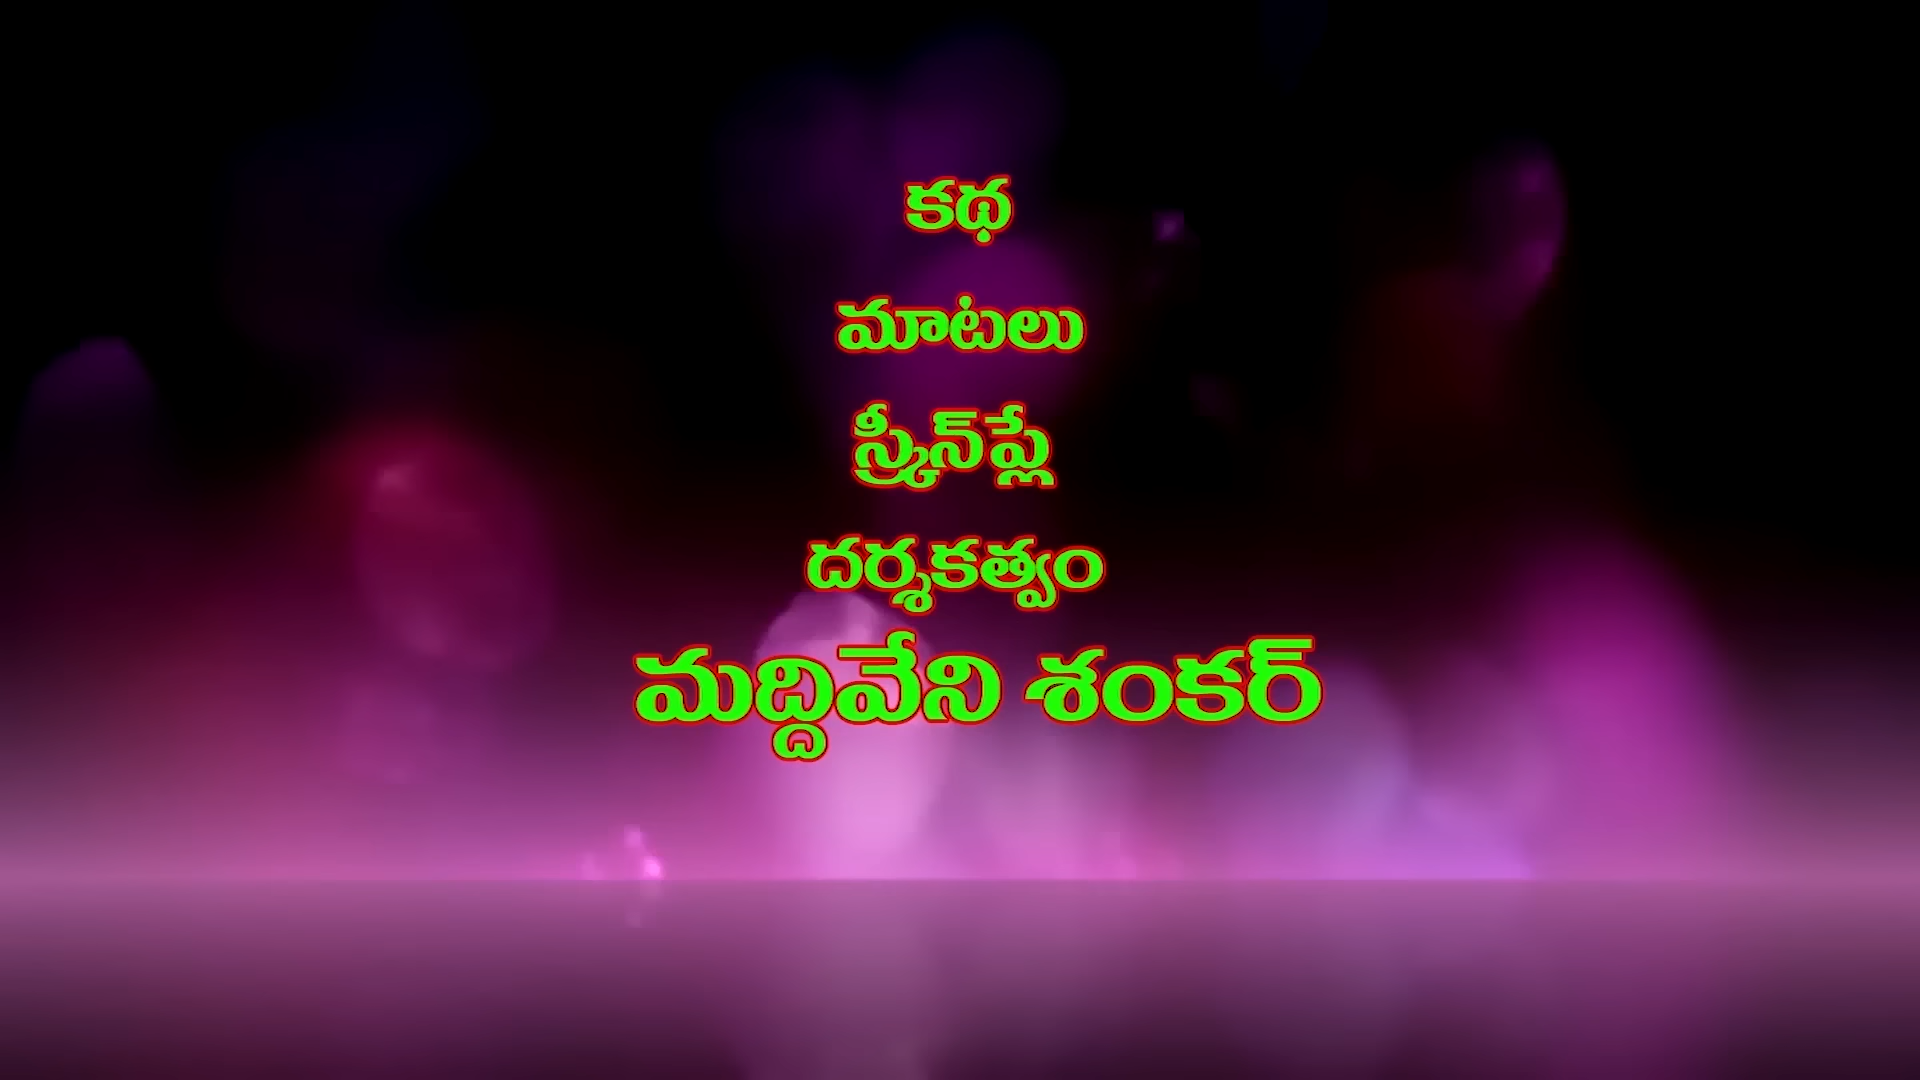 కథ
మాటలు
స్క్రీన్‌ప్లే
దర్శకత్వం
మద్దివేని శంకర్